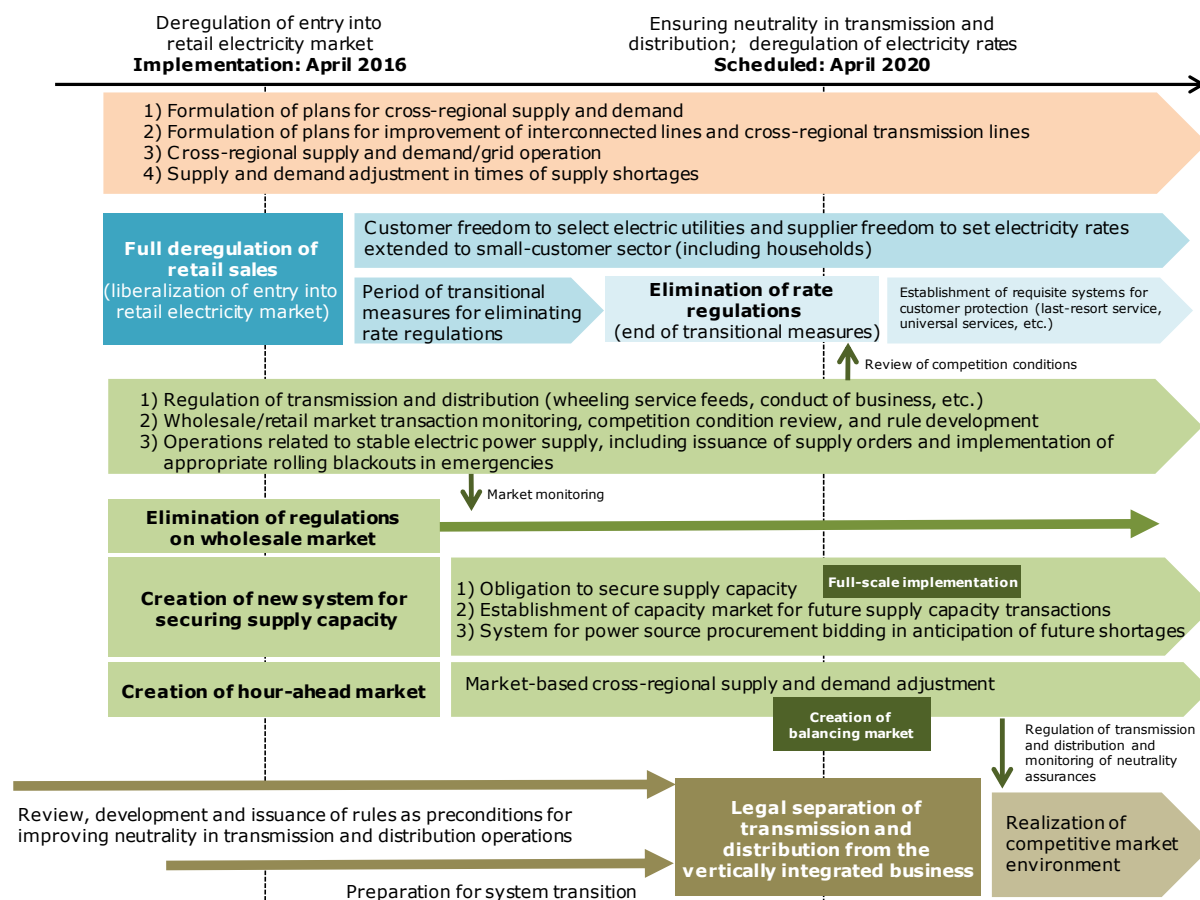 Deregulation of entry into
retail electricity market
Implementation: April 2016
Ensuring neutrality in transmission and
distribution; deregulation of electricity rates
Scheduled: April 2020
1) Formulation of plans for cross-regional supply and demand
2) Formulation of plans for improvement of interconnected lines and cross-regional transmission lines
3) Cross-regional supply and demand/grid operation
4) Supply and demand adjustment in times of supply shortages
Full deregulation of
retail sales
(liberalization of entry into
retail electricity market)
Customer freedom to select electric utilities and supplier freedom to set electricity rates
extended to small-customer sector (including households)
Period of transitional
measures for eliminating
rate regulations
Elimination of rate
regulations
(end of transitional measures)
Establishment of requisite systems for
customer protection (last-resort service,
universal services, etc.)
Review of competition conditions
1) Regulation of transmission and distribution (wheeling service feeds, conduct of business, etc.)
2) Wholesale/retail market transaction monitoring, competition condition review, and rule development
3) Operations related to stable electric power supply, including issuance of supply orders and implementation of
appropriate rolling blackouts in emergencies
Market monitoring
Elimination of regulations
on wholesale market
Creation of new system for
securing supply capacity
Full-scale implementation
1) Obligation to secure supply capacity
2) Establishment of capacity market for future supply capacity transactions
3) System for power source procurement bidding in anticipation of future shortages
Creation of hour-ahead market
Market-based cross-regional supply and demand adjustment
Creation of
balancing market
Regulation of transmission
and distribution and
monitoring of neutrality
assurances
Review, development and issuance of rules as preconditions for
improving neutrality in transmission and distribution operations
Preparation for system transition
Legal separation of
transmission and
distribution from the
vertically integrated business
Realization of
competitive market
environment